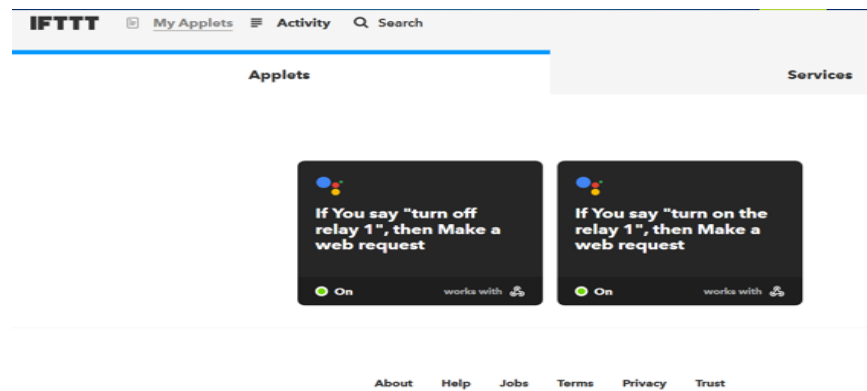 IFTTT My Applets Activity Search
Applets Services
If You say "turn off
relay 1", then Make a
web request
On works with
If You say "turn on the
relay 1", then Make a
web request
On works with
About Help Jobs Terms Privacy Trust